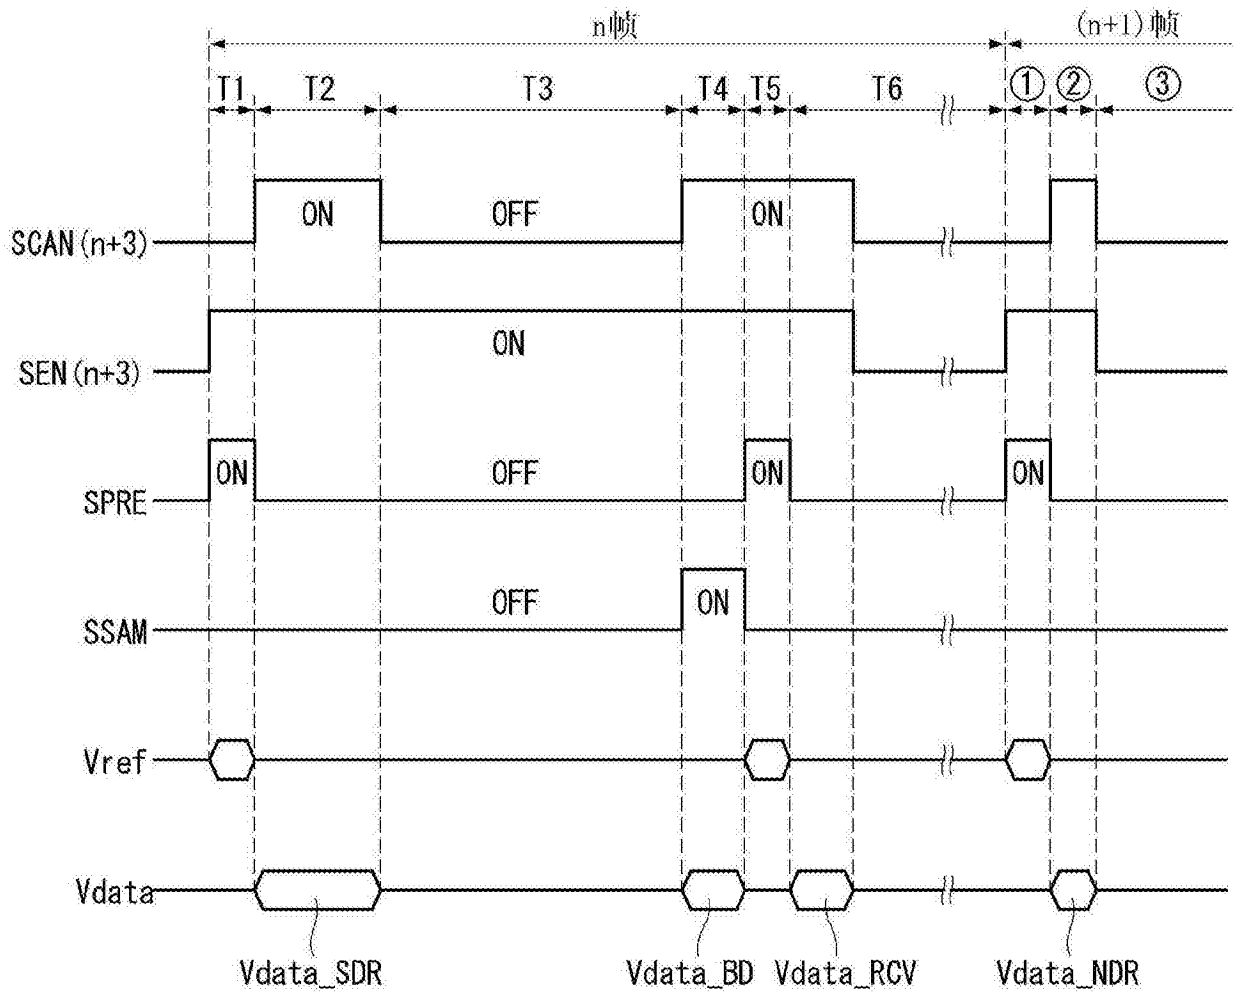 n帧
(n+1)帧
T1 T2 T3 T4 T5 T6 ① ② ③
SCAN(n+3) ON OFF ON
SEN(n+3) ON
SPRE ON OFF ON ON
SSAM OFF ON
Vref
Vdata
Vdata_SDR Vdata_BD Vdata_RCV Vdata_NDR